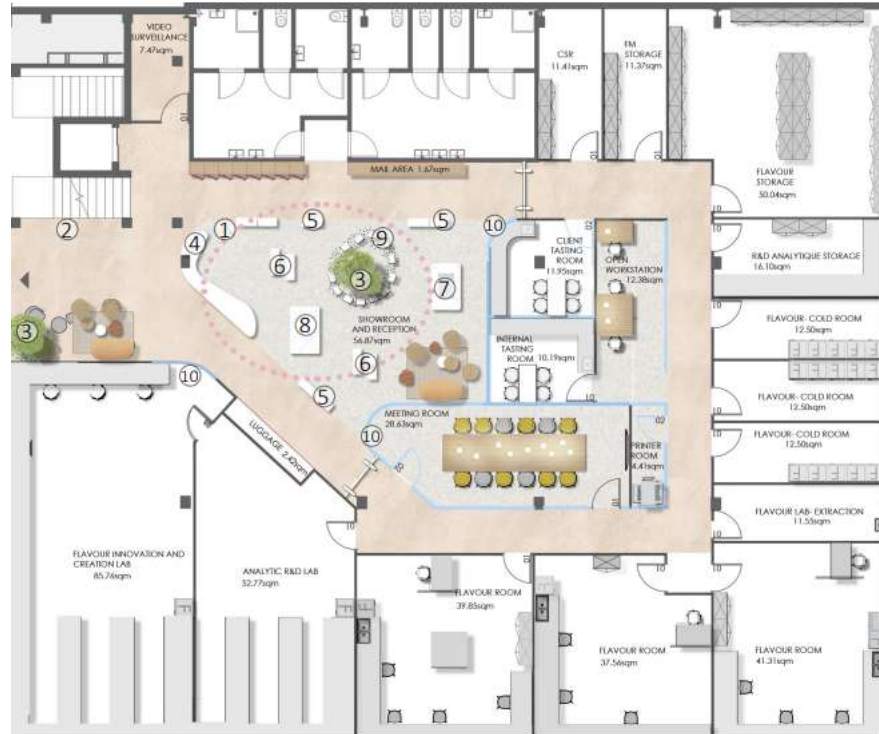 VIDEO
SURVEILLANCE
7.47sqm
CSR
11.41sqm
FM
STORAGE
11.37sqm
FLAVOUR
STORAGE
50.04sqm
MAIL AREA 1.67sqm
2
4
1
5
5
9
10
6
3
7
8
CLIENT
TASTING
ROOM
11.95sqm
OPEN
WORKSTATION
12.38sqm
R&D ANALYTIQUE STORAGE
16.10sqm
SHOWROOM
AND RECEPTION
56.87sqm
3
6
5
INTERNAL
TASTING
ROOM 10.19sqm
FLAVOUR- COLD ROOM
12.50sqm
FLAVOUR- COLD ROOM
12.50sqm
FLAVOUR-COLD ROOM
12.50sqm
10
10
MEETING ROOM
28.63sqm
PRINTER
ROOM
4.41sqm
LUGGAGE 2.42sqm
FLAVOUR LAB- EXTRACTION
11.55sqm
FLAVOUR INNOVATION AND
CREATION LAB
85.76sqm
ANALYTIC R&D LAB
52.77sqm
FLAVOUR ROOM
39.85sqm
FLAVOUR ROOM
37.56sqm
FLAVOUR ROOM
41.31sqm